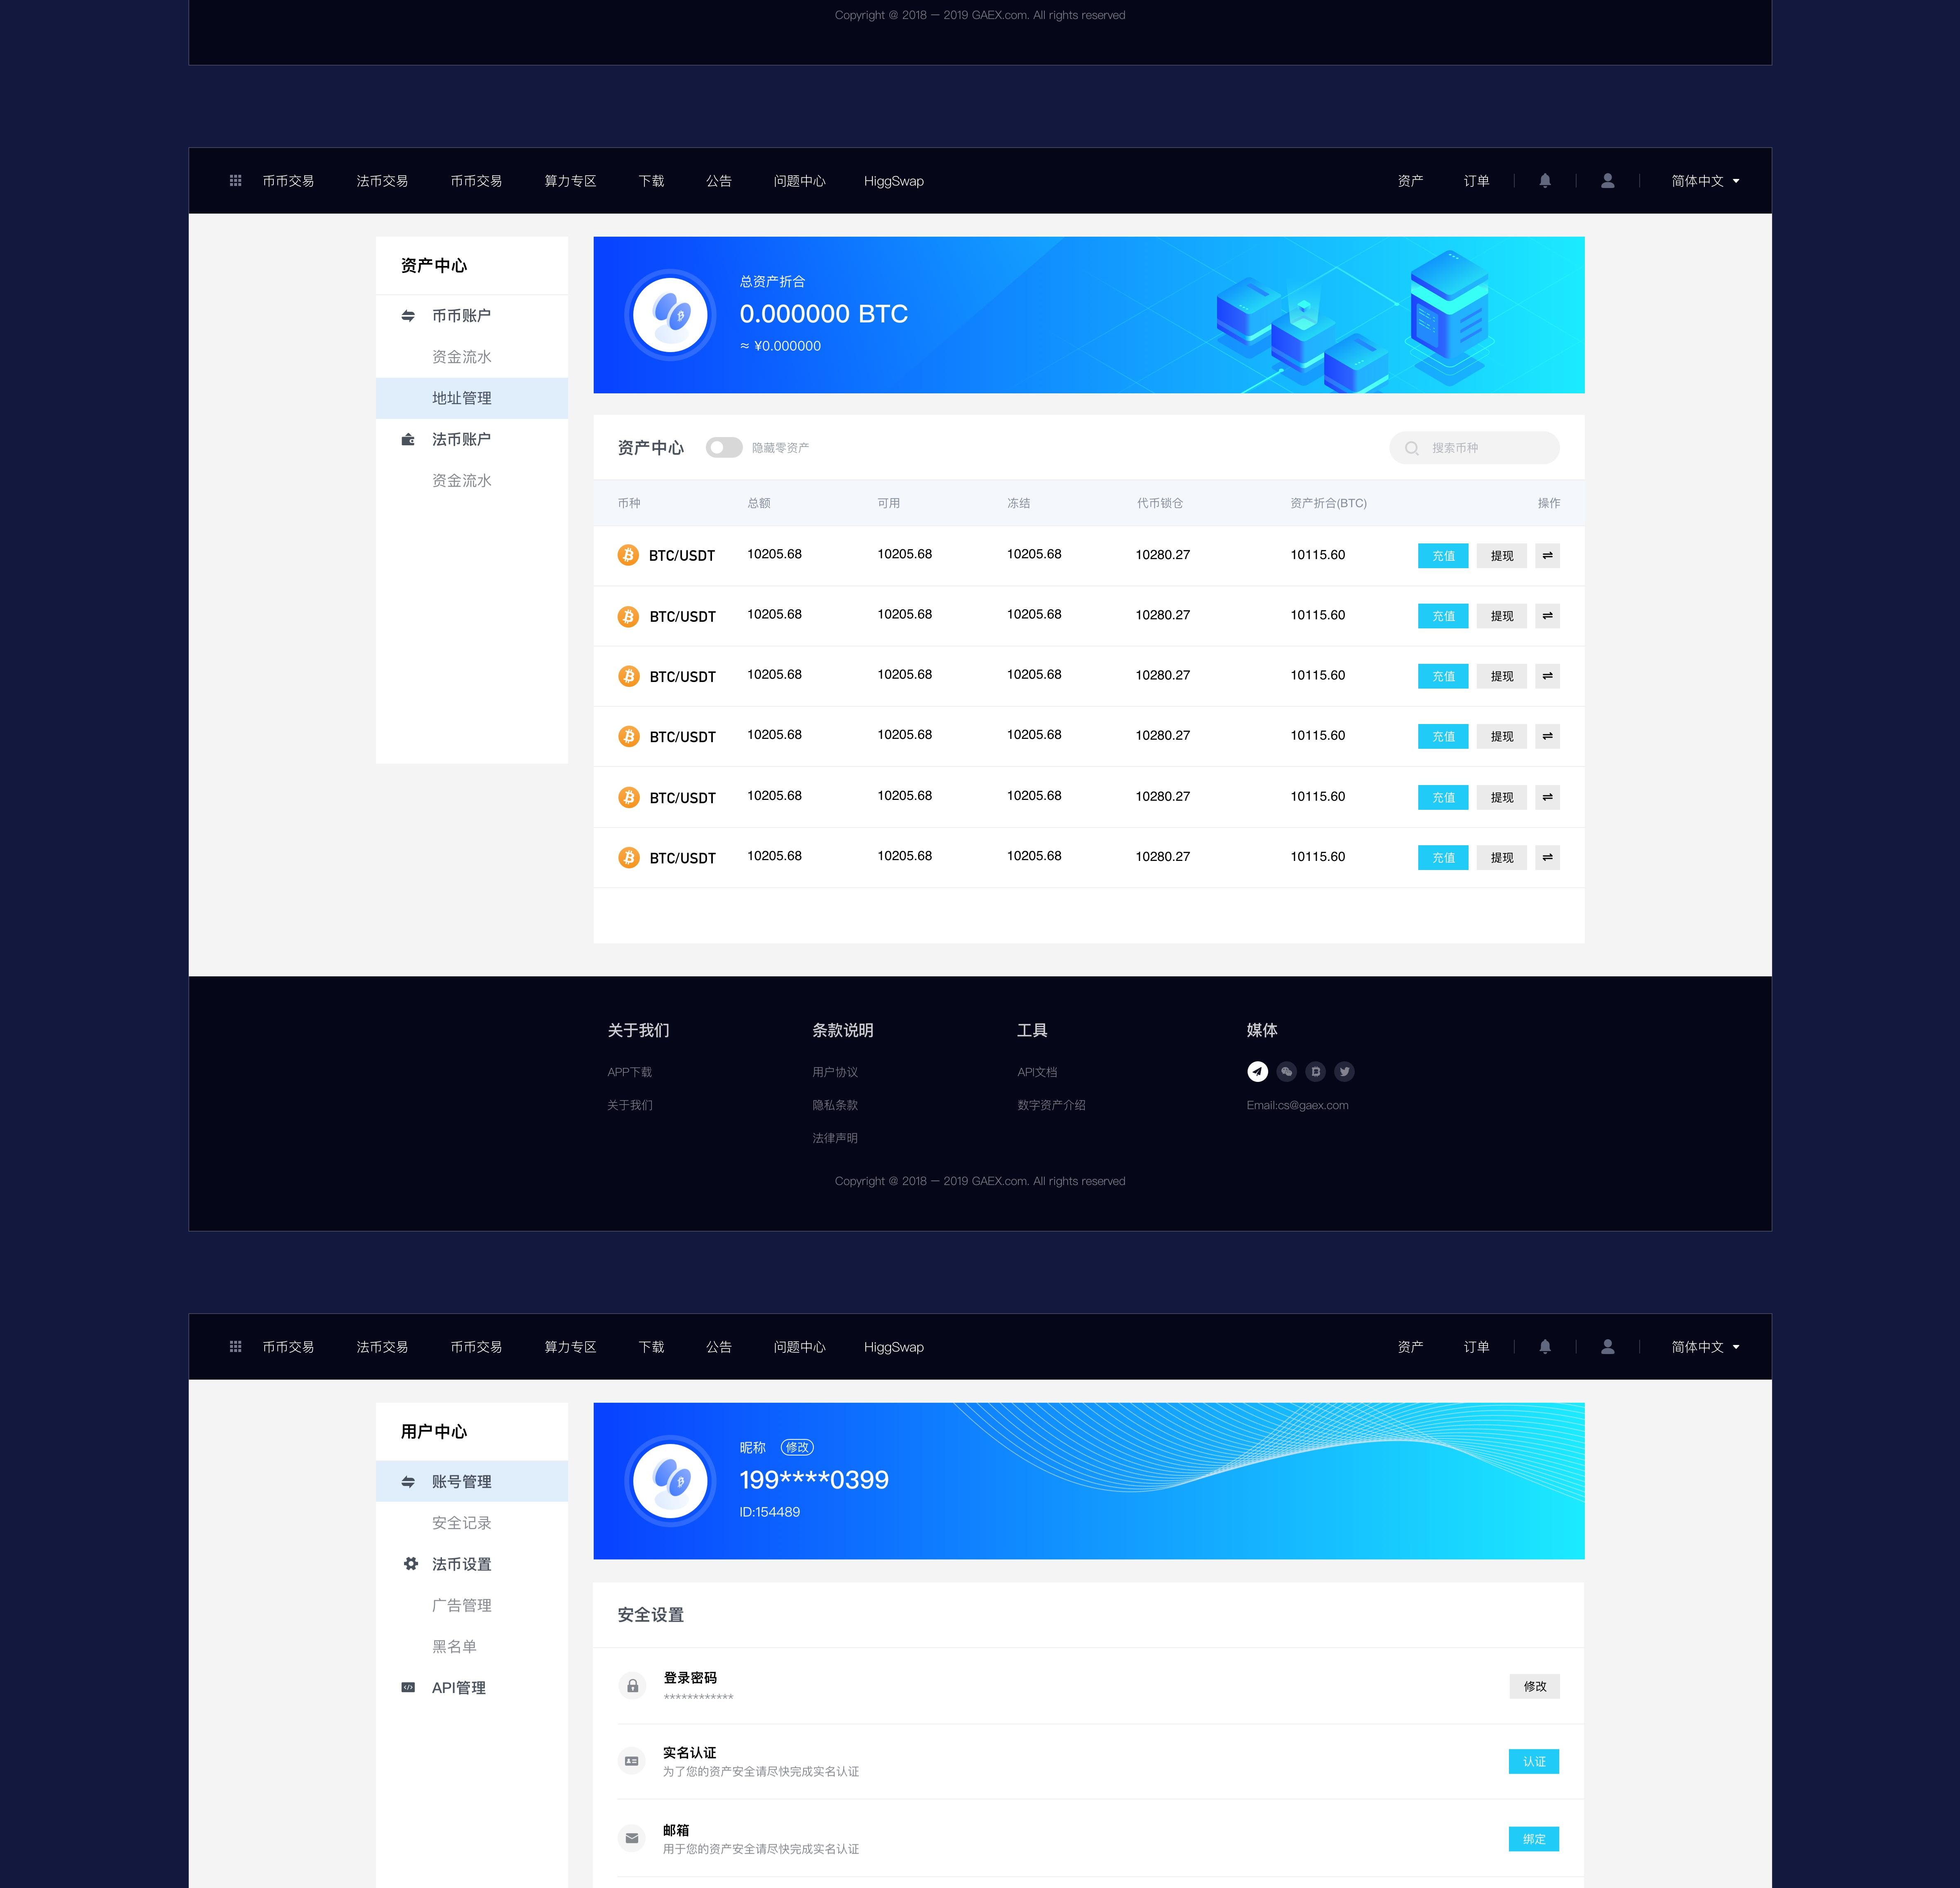 Copyright @ 2018 — 2019 GAEX.com. All rights reserved
币币交易 法币交易 币币交易 算力专区 下载 公告 问题中心 HiggSwap 资产 订单 简体中文
资产中心
币币账户
资金流水
地址管理
法币账户
资金流水
总资产折合
0.000000 BTC
≈ ¥0.000000
资产中心 隐藏零资产 搜索币种
币种 总额 可用 冻结 代币锁仓 资产折合(BTC) 操作
BTC/USDT 10205.68 10205.68 10205.68 10280.27 10115.60 充值 提现
BTC/USDT 10205.68 10205.68 10205.68 10280.27 10115.60 充值 提现
BTC/USDT 10205.68 10205.68 10205.68 10280.27 10115.60 充值 提现
BTC/USDT 10205.68 10205.68 10205.68 10280.27 10115.60 充值 提现
BTC/USDT 10205.68 10205.68 10205.68 10280.27 10115.60 充值 提现
BTC/USDT 10205.68 10205.68 10205.68 10280.27 10115.60 充值 提现
关于我们 条款说明 工具 媒体
APP下载 用户协议 API文档
关于我们 隐私条款 数字资产介绍 Email:cs@gaex.com
法律声明
Copyright @ 2018 — 2019 GAEX.com. All rights reserved
币币交易 法币交易 币币交易 算力专区 下载 公告 问题中心 HiggSwap 资产 订单 简体中文
用户中心
账号管理
安全记录
法币设置
广告管理
黑名单
API管理
昵称 修改
199****0399
ID:154489
安全设置
登录密码
************
修改
实名认证
为了您的资产安全请尽快完成实名认证
认证
邮箱
用于您的资产安全请尽快完成实名认证
绑定